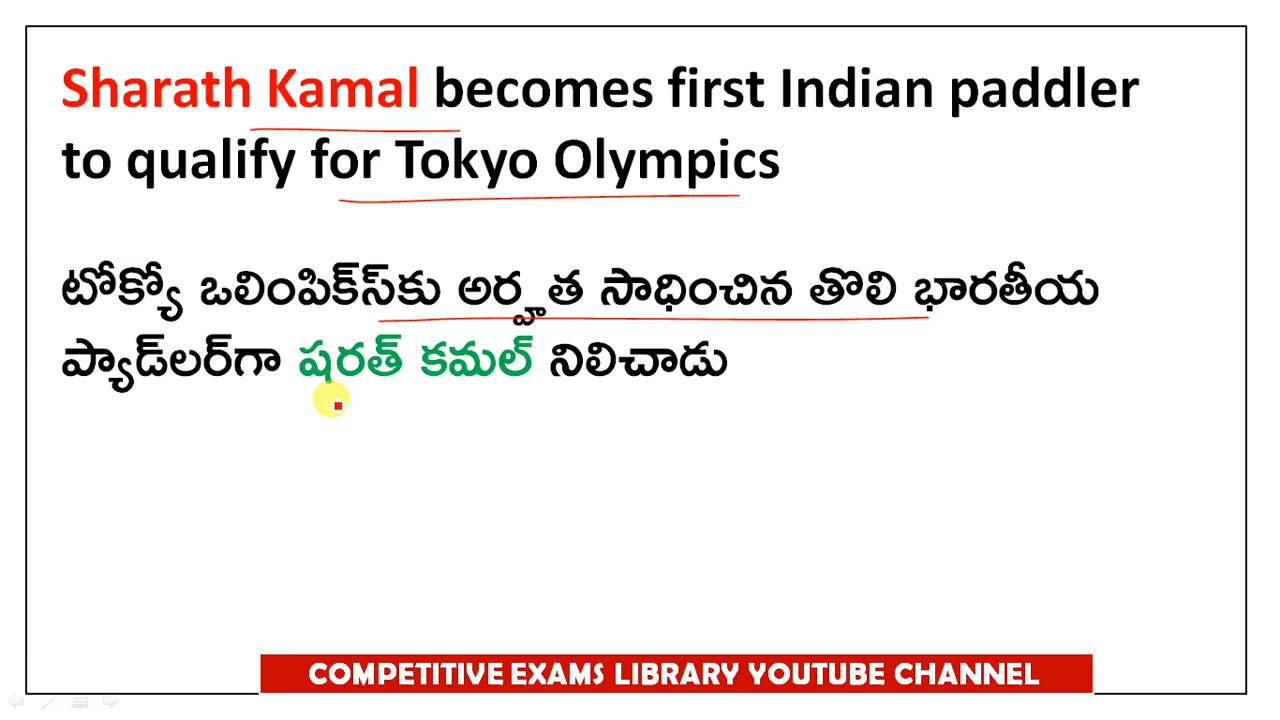 Sharath Kamal becomes first Indian paddler
to qualify for Tokyo Olympics
టోక్యో ఒలింపిక్‌స్‌కు అర్హత సాధించిన తొలి భారతీయ
ప్యాడ్‌లర్‌గా షరత్ కమల్ నిలిచాడు
COMPETITIVE EXAMS LIBRARY YOUTUBE CHANNEL